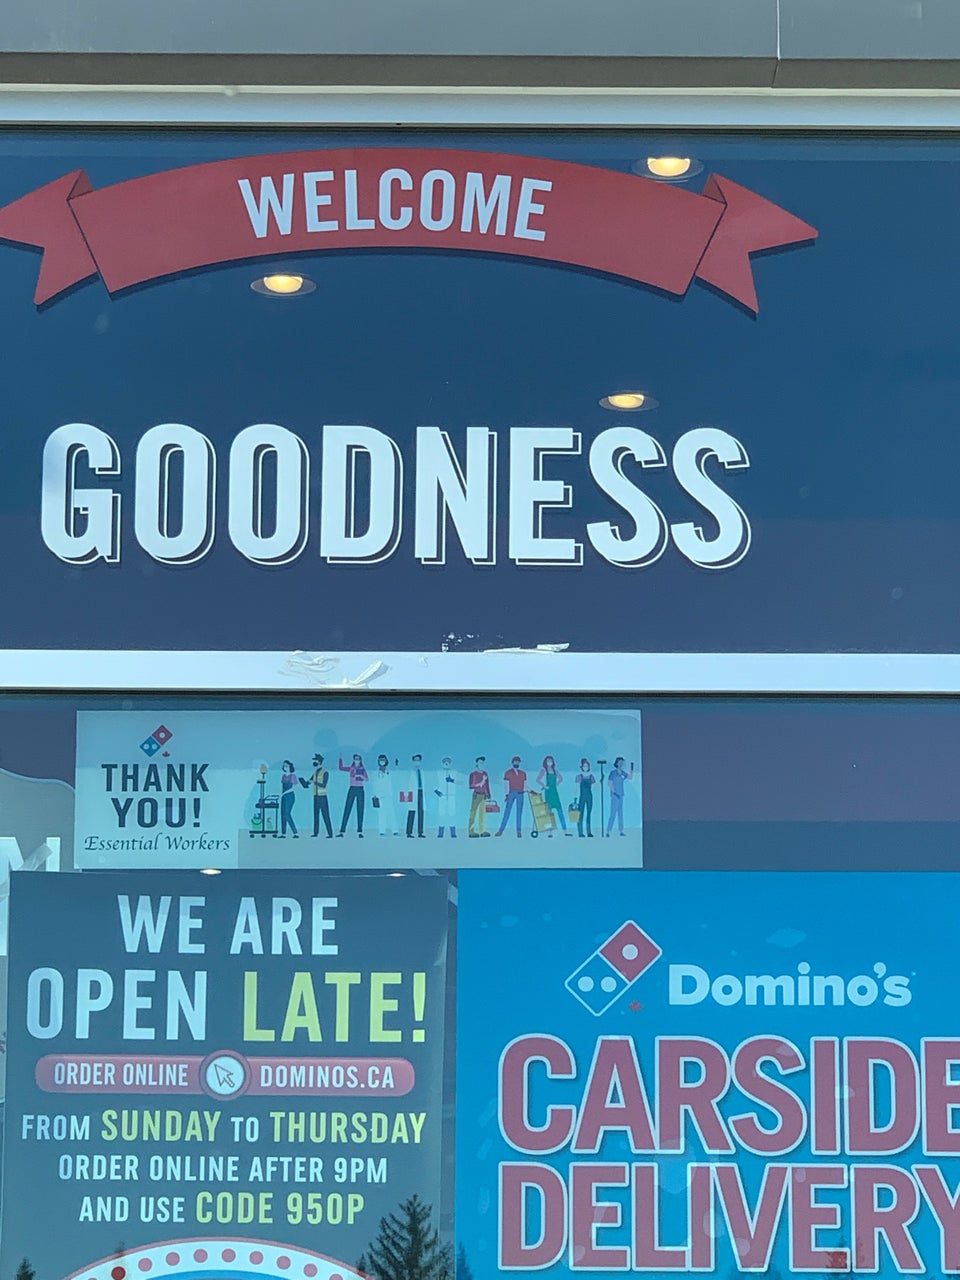 WELCOME
GOODNESS
THANK
YOU!
Essential Workers
WE ARE
OPEN LATE!
ORDER ONLINE DOMINOS.CA
FROM SUNDAY TO THURSDAY
ORDER ONLINE AFTER 9PM
AND USE CODE 950P
Domino's
CARSIDE
DELIVERY